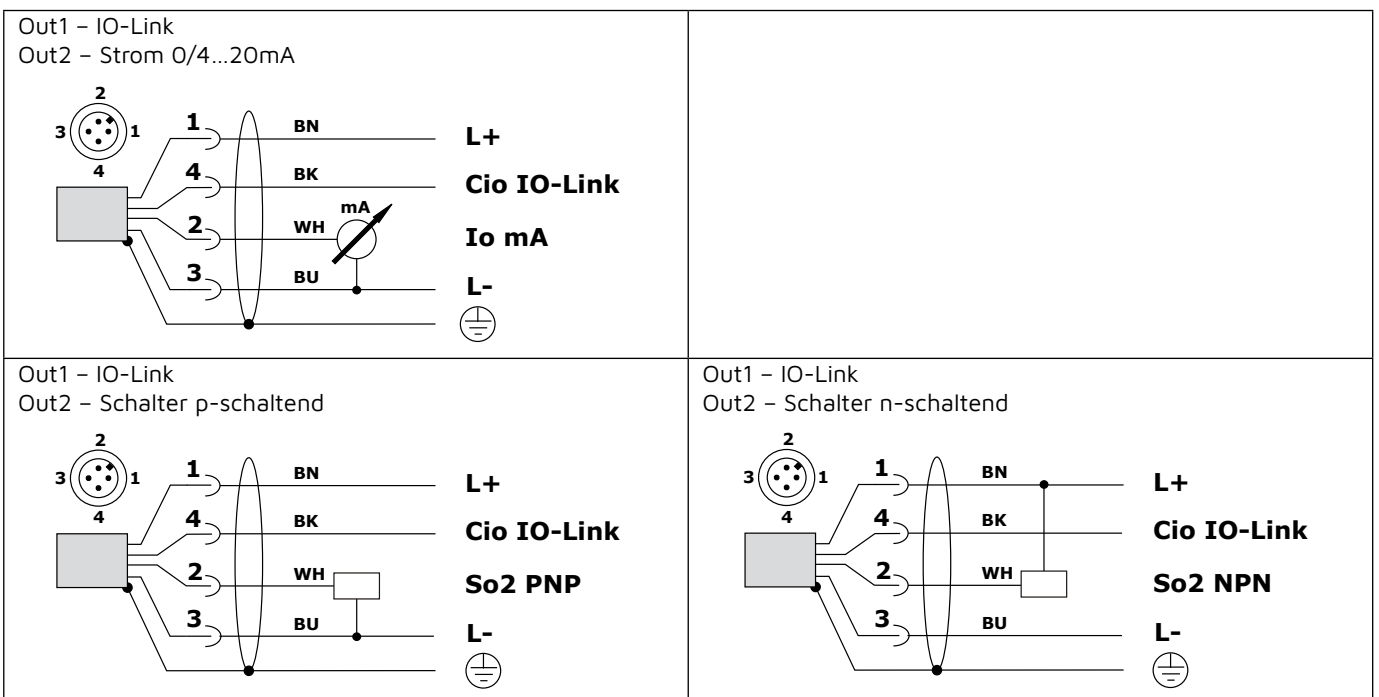 Out1 – IO-Link
Out2 – Strom 0/4...20mA
2
3 1
4
1 BN L+
4 BK Cio IO-Link
mA
2 WH Io mA
3 BU L-
Out1 – IO-Link
Out2 – Schalter p-schaltend
2
3 1
4
1 BN L+
4 BK Cio IO-Link
2 WH So2 PNP
3 BU L-
Out1 – IO-Link
Out2 – Schalter n-schaltend
2
3 1
4
1 BN L+
4 BK Cio IO-Link
2 WH So2 NPN
3 BU L-